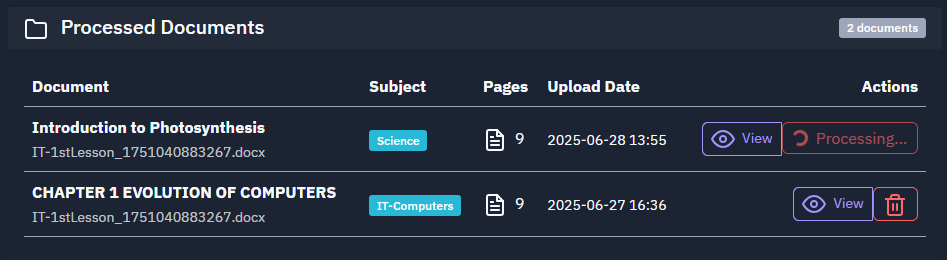 Processed Documents
2 documents
Document Subject Pages Upload Date Actions
Introduction to Photosynthesis
IT-1stLesson_1751040883267.docx
Science 9 2025-06-28 13:55 View Processing...
CHAPTER 1 EVOLUTION OF COMPUTERS
IT-1stLesson_1751040883267.docx
IT-Computers 9 2025-06-27 16:36 View